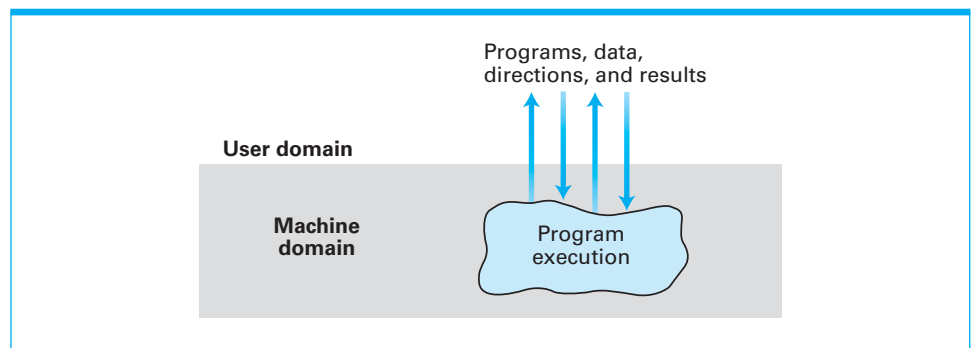 Programs, data,
directions, and results
User domain
Machine
domain
Program
execution